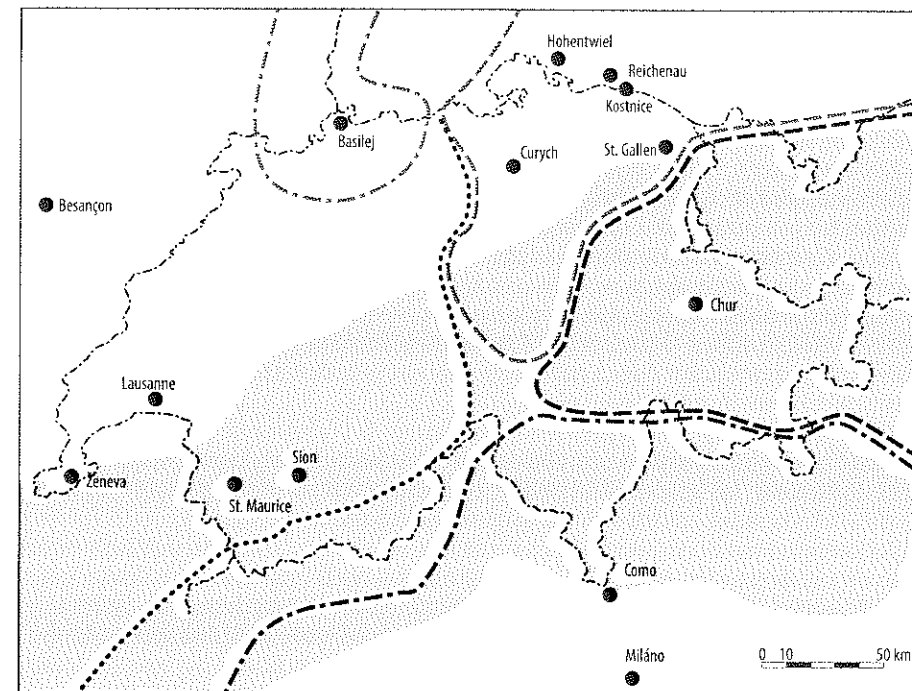 Hohentwiel
Reichenau
Kostnice
Basilej
Curych
St. Gallen
Besançon
Chur
Lausanne
Ženeva
Sion
St. Maurice
Como
Miláno
0 10 50 km